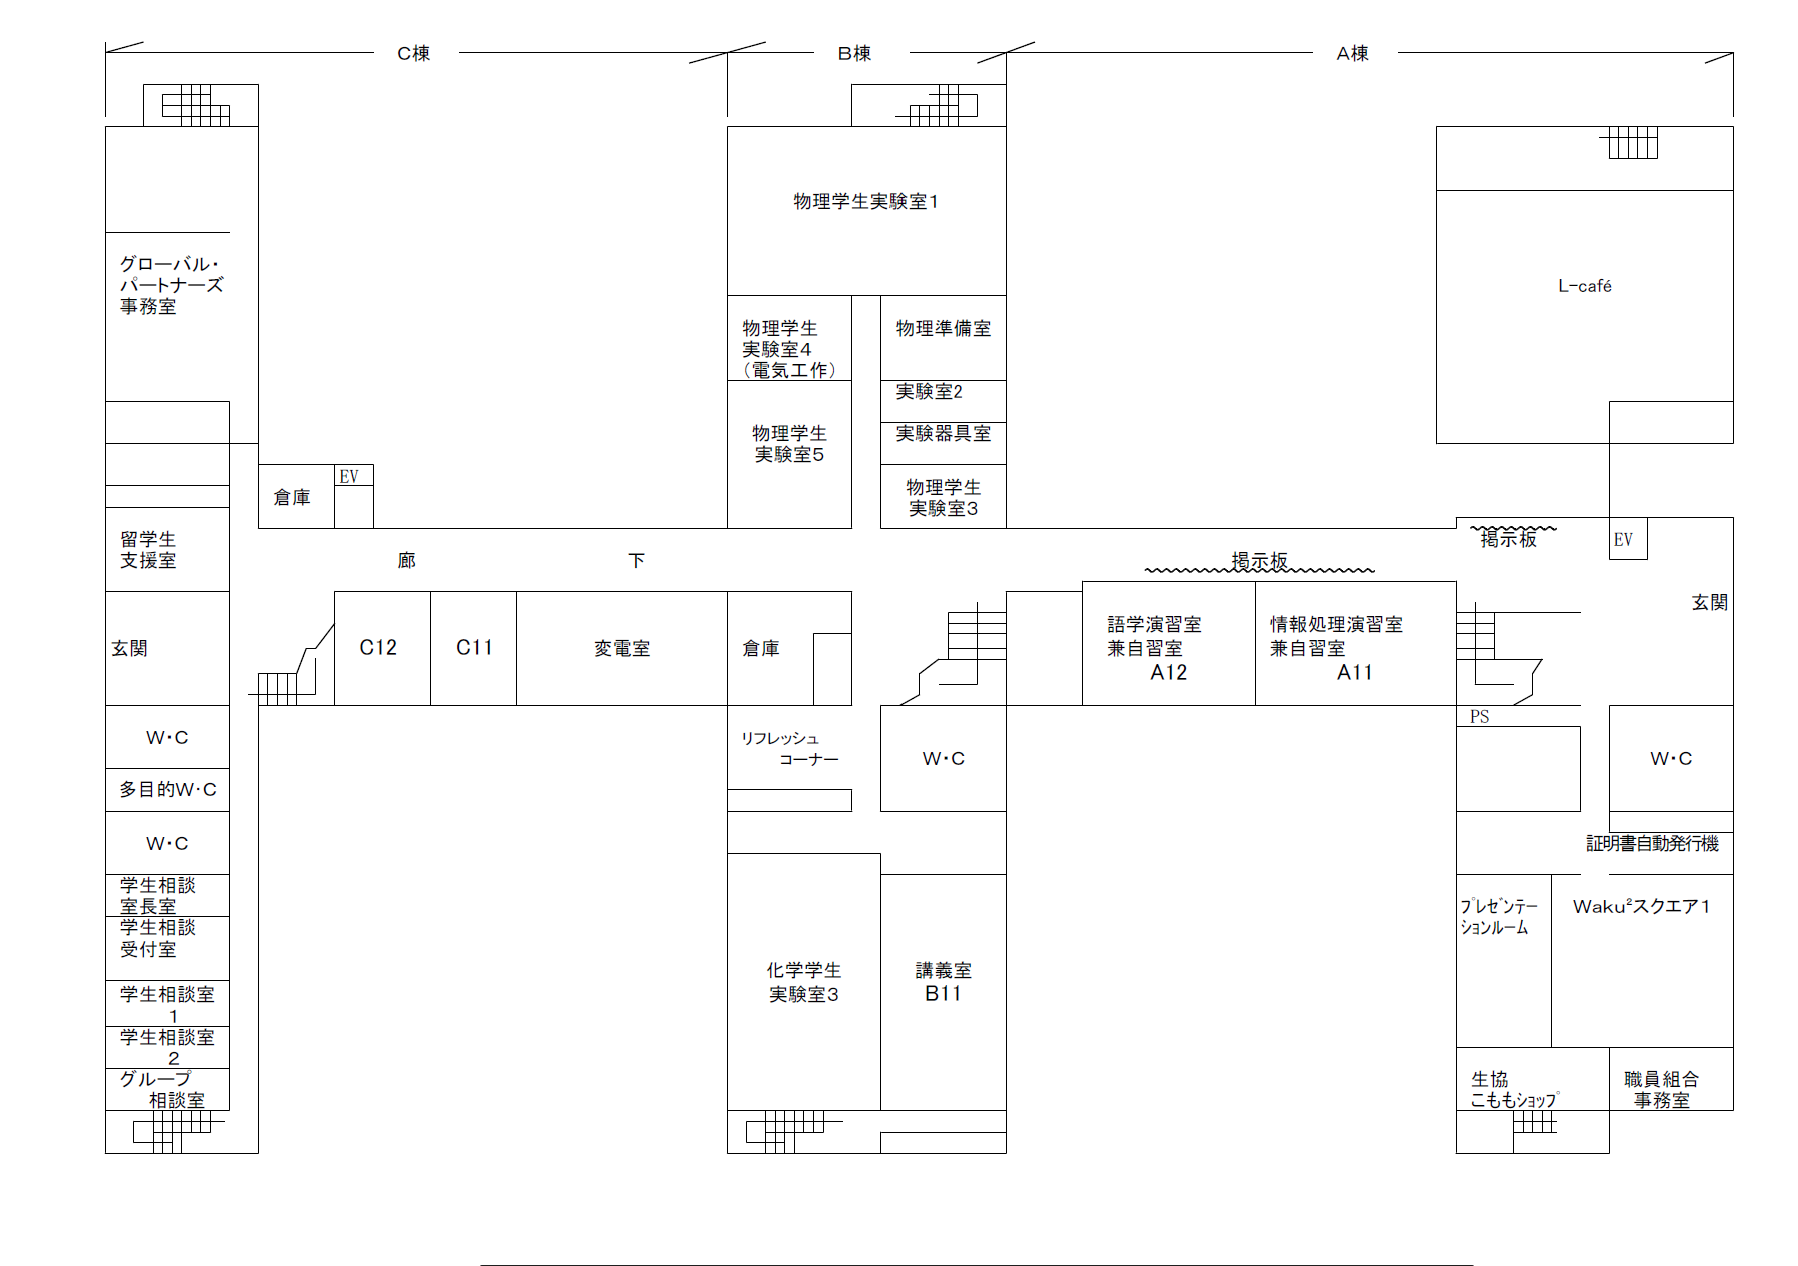 C棟
B棟
A棟
物理学生実験室1
グローバル・
パートナーズ
事務室
L-café
物理学生
実験室4
(電気工作)
物理準備室
実験室2
物理学生
実験室5
実験器具室
倉庫
EV
物理学生
実験室3
留学生
支援室
廊 下
掲示板
掲示板
EV
玄関
玄関
C12
C11
変電室
倉庫
語学演習室
兼自習室
A12
情報処理演習室
兼自習室
A11
PS
W・C
リフレッシュ
コーナー
W・C
W・C
多目的W・C
W・C
証明書自動発行機
学生相談
室長室
学生相談
受付室
プレゼンテー
ションルーム
Waku²スクエア1
化学学生
実験室3
講義室
B11
学生相談室
1
学生相談室
2
グループ
相談室
生協
こももショップ
職員組合
事務室